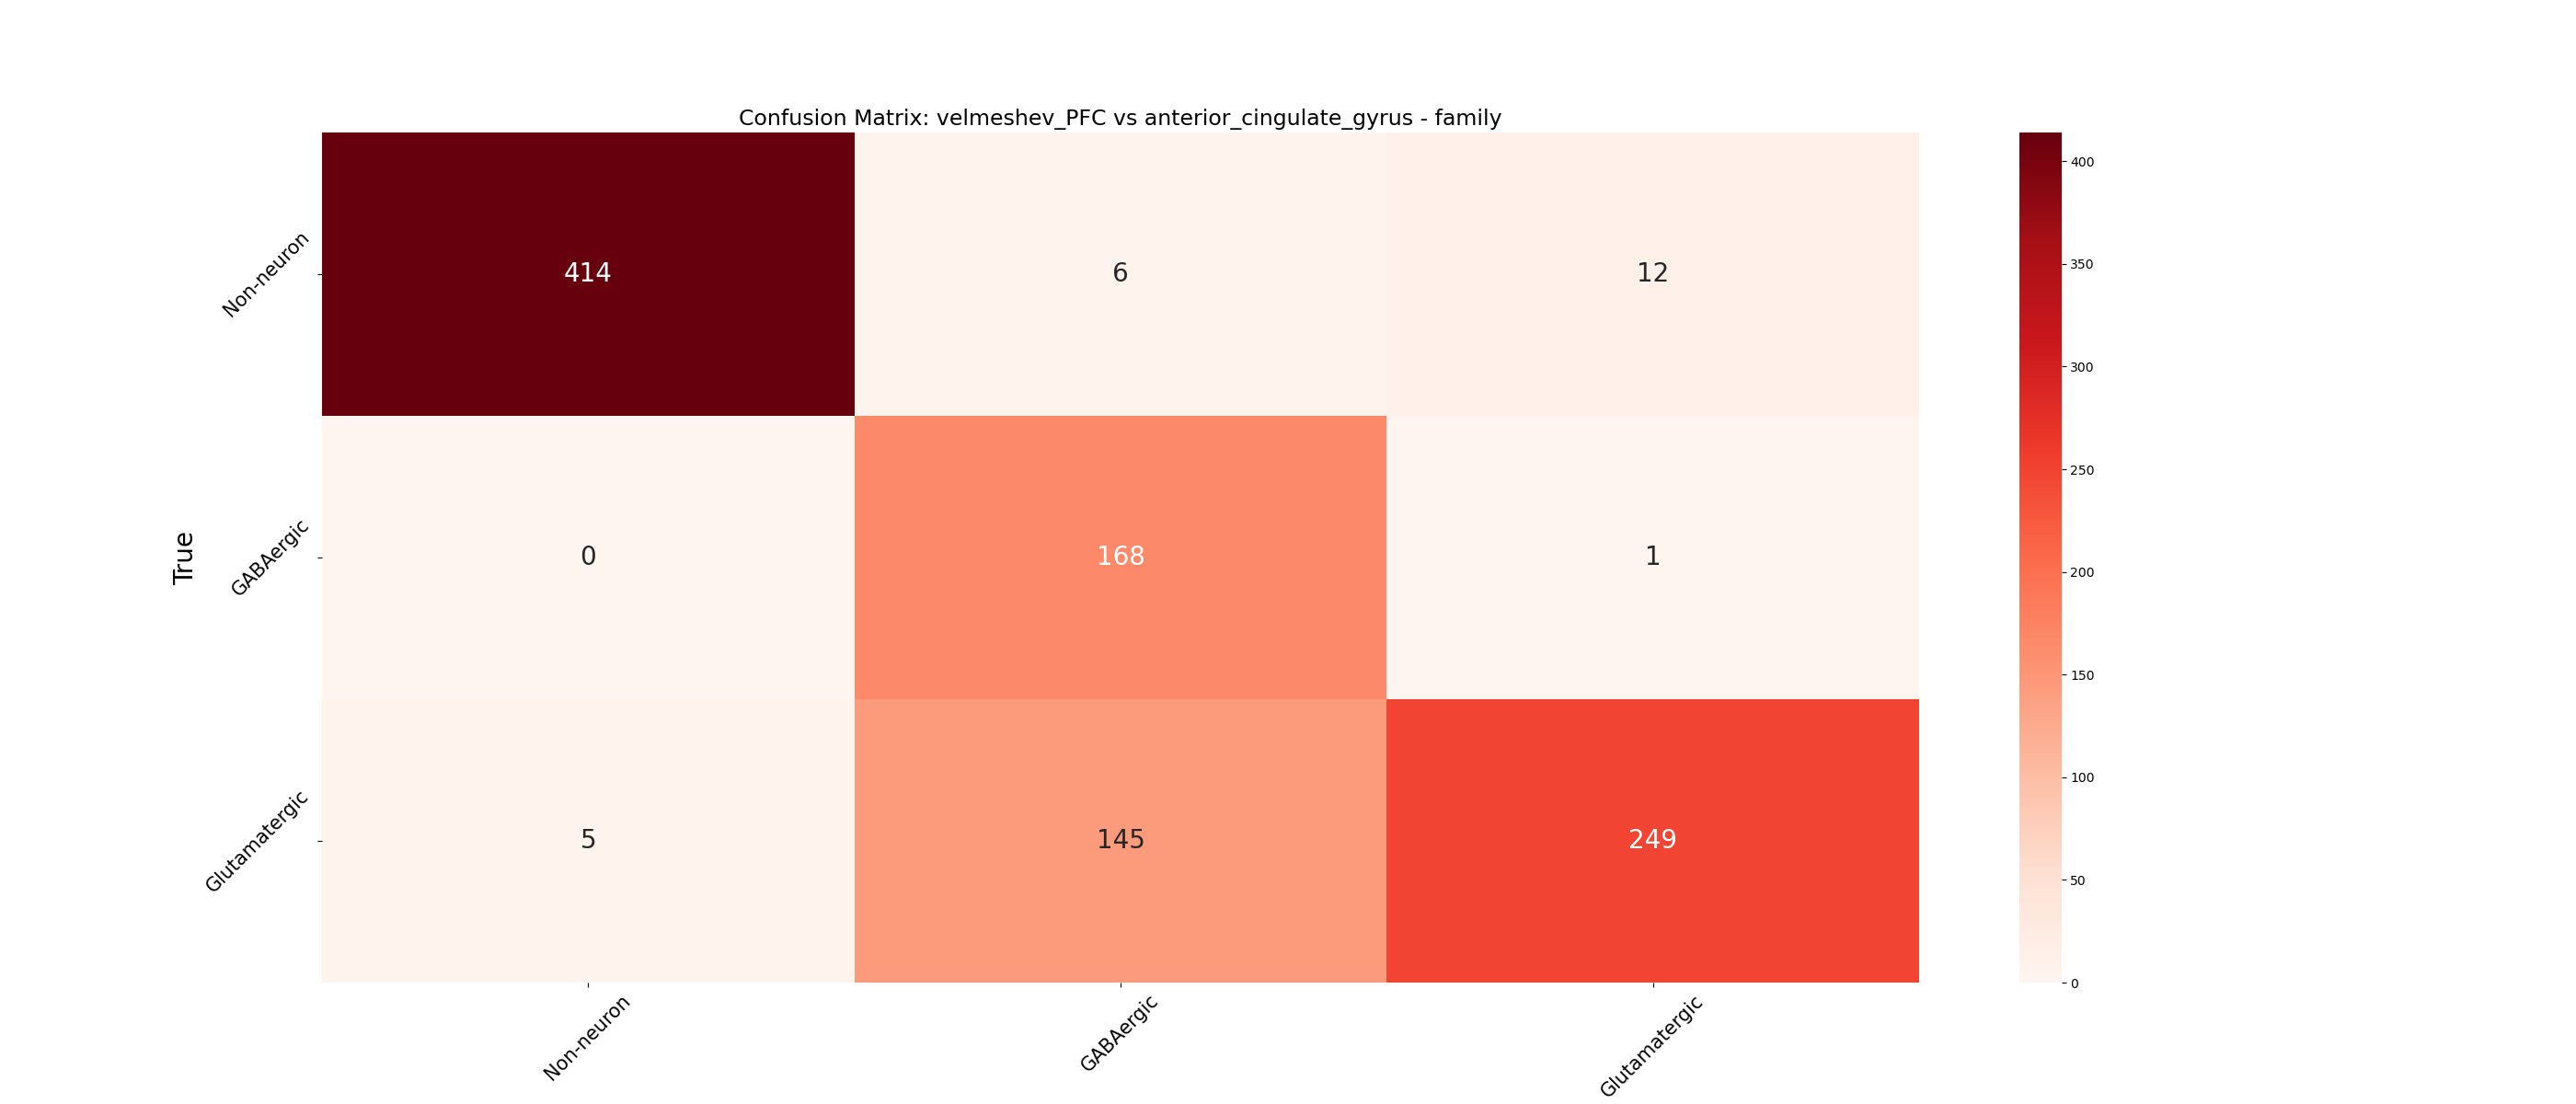 Confusion Matrix: velmeshev_PFC vs anterior_cingulate_gyrus - family
True
Non-neuron
414
6
12
GABAergic
0
168
1
Glutamatergic
5
145
249
Non-neuron
GABAergic
Glutamatergic
400
350
300
250
200
150
100
50
0